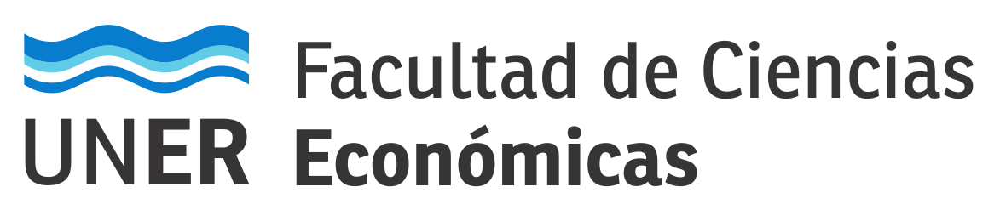 UNER
Facultad de Ciencias
Económicas